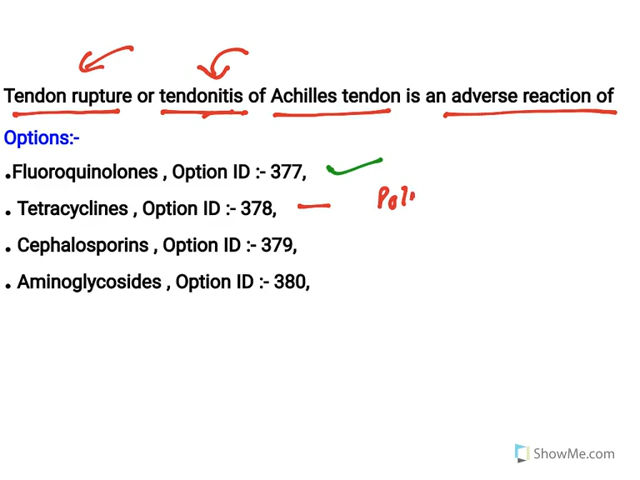 Tendon rupture or tendonitis of Achilles tendon is an adverse reaction of
Options:-
.Fluoroquinolones , Option ID :- 377,
. Tetracyclines , Option ID :- 378,
. Cephalosporins , Option ID :- 379,
. Aminoglycosides , Option ID :- 380,
ShowMe.com